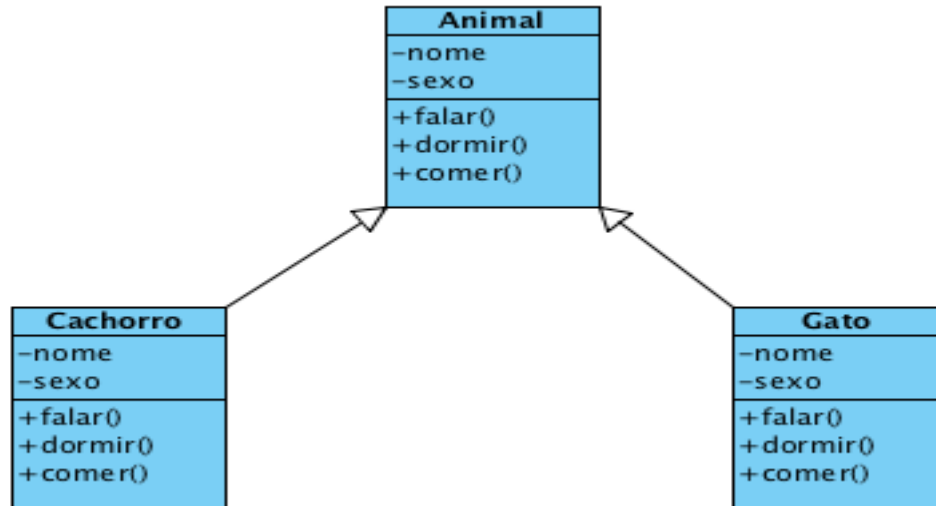 Animal
-nome
-sexo
+falar()
+dormir()
+comer()
Cachorro
-nome
-sexo
+falar()
+dormir()
+comer()
Gato
-nome
-sexo
+falar()
+dormir()
+comer()